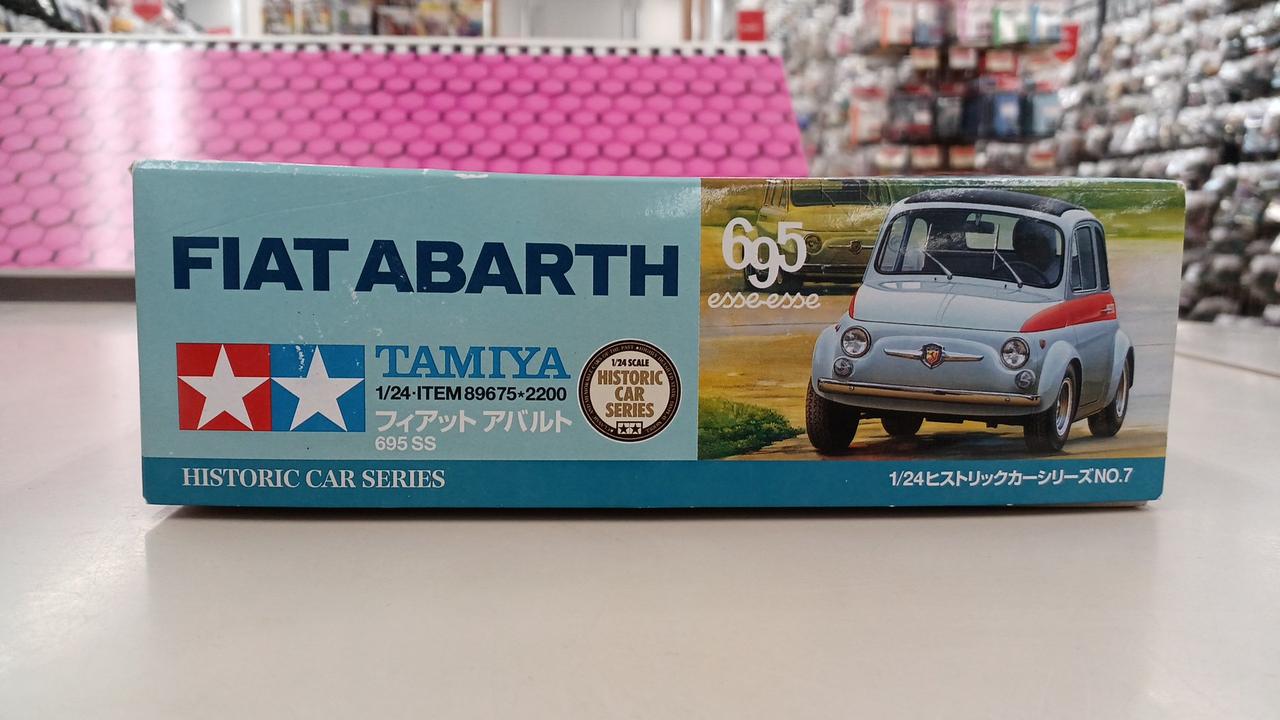 FIAT ABARTH
TAMIYA
1/24・ITEM 89675*2200
フィアット アバルト
695 SS
1/24 SCALE
HISTORIC
CAR
SERIES
HISTORIC CAR SERIES
695
esse-esse
1/24ヒストリックカーシリーズNO.7